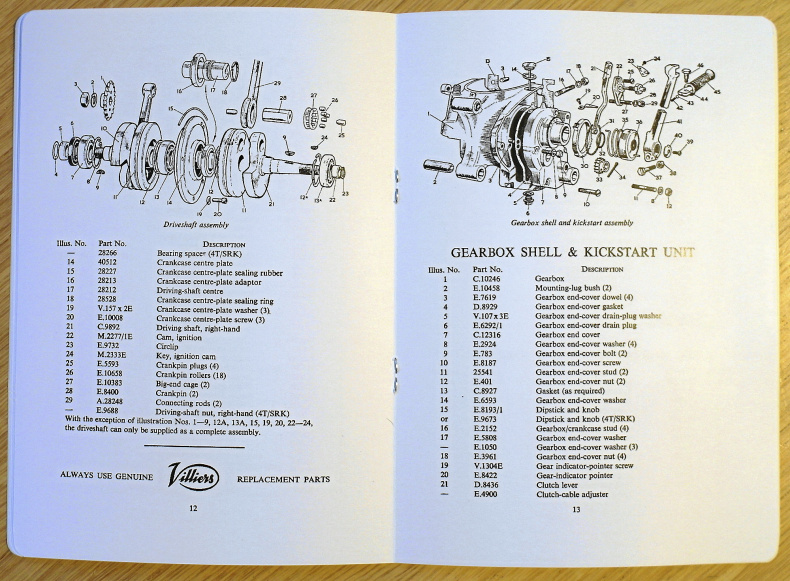 Driveshaft assembly
Illus. No. Part No. DESCRIPTION
— 28266 Bearing spacer (4T/SRK)
14 40512 Crankcase centre plate
15 28227 Crankcase centre-plate sealing rubber
16 28213 Crankcase centre-plate adaptor
17 28212 Driving-shaft centre
18 28528 Crankcase centre-plate sealing ring
19 V.157 x 2E Crankcase centre-plate washer (3)
20 E.10008 Crankcase centre-plate screw (3)
21 C.9892 Driving shaft, right-hand
22 M.2277/1E Cam, ignition
23 E.9732 Circlip
24 M.2333E Key, ignition cam
25 E.5593 Crankpin plugs (4)
26 E.10658 Crankpin rollers (18)
27 E.10383 Big-end cage (2)
28 E.8400 Crankpin (2)
29 A.28248 Connecting rods (2)
— E.9688 Driving-shaft nut, right-hand (4T/SRK)
With the exception of illustration Nos. 1—9, 12A, 13A, 15, 19, 20, 22—24,
the driveshaft can only be supplied as a complete assembly.
ALWAYS USE GENUINE Villiers REPLACEMENT PARTS
12
Gearbox shell and kickstart assembly
GEARBOX SHELL & KICKSTART UNIT
Illus. No. Part No. DESCRIPTION
1 C.10246 Gearbox
2 E.10458 Mounting-lug bush (2)
3 E.7619 Gearbox end-cover dowel (4)
4 D.8929 Gearbox end-cover gasket
5 V.107 x 3E Gearbox end-cover drain-plug washer
6 E.6292/1 Gearbox end-cover drain plug
7 C.12316 Gearbox end cover
8 E.2924 Gearbox end-cover washer (4)
9 E.783 Gearbox end-cover bolt (2)
10 E.8187 Gearbox end-cover screw
11 25541 Gearbox end-cover stud (2)
12 E.401 Gearbox end-cover nut (2)
13 C.8927 Gasket (as required)
14 E.6593 Gearbox end-cover washer
15 E.8193/1 Dipstick and knob
or E.9673 Dipstick and knob (4T/SRK)
16 E.2152 Gearbox/crankcase stud (4)
17 E.5808 Gearbox end-cover washer
— E.1050 Gearbox end-cover washer (3)
18 E.3961 Gearbox end-cover nut (4)
19 V.1304E Gear indicator-pointer screw
20 E.8422 Gear-indicator pointer
21 D.8436 Clutch lever
— E.4900 Clutch-cable adjuster
13